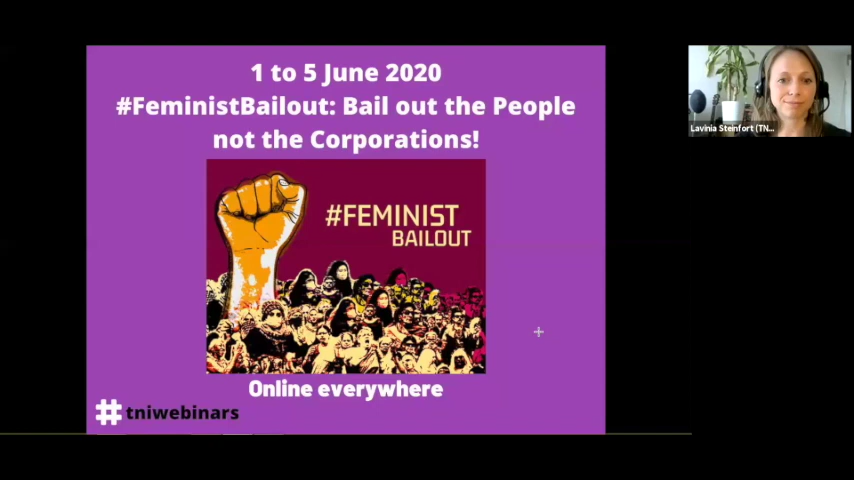 1 to 5 June 2020
#FeministBailout: Bail out the People
not the Corporations!
#FEMINIST
BAILOUT
Online everywhere
#tniwebinars
Lavinia Steinfort (TN...